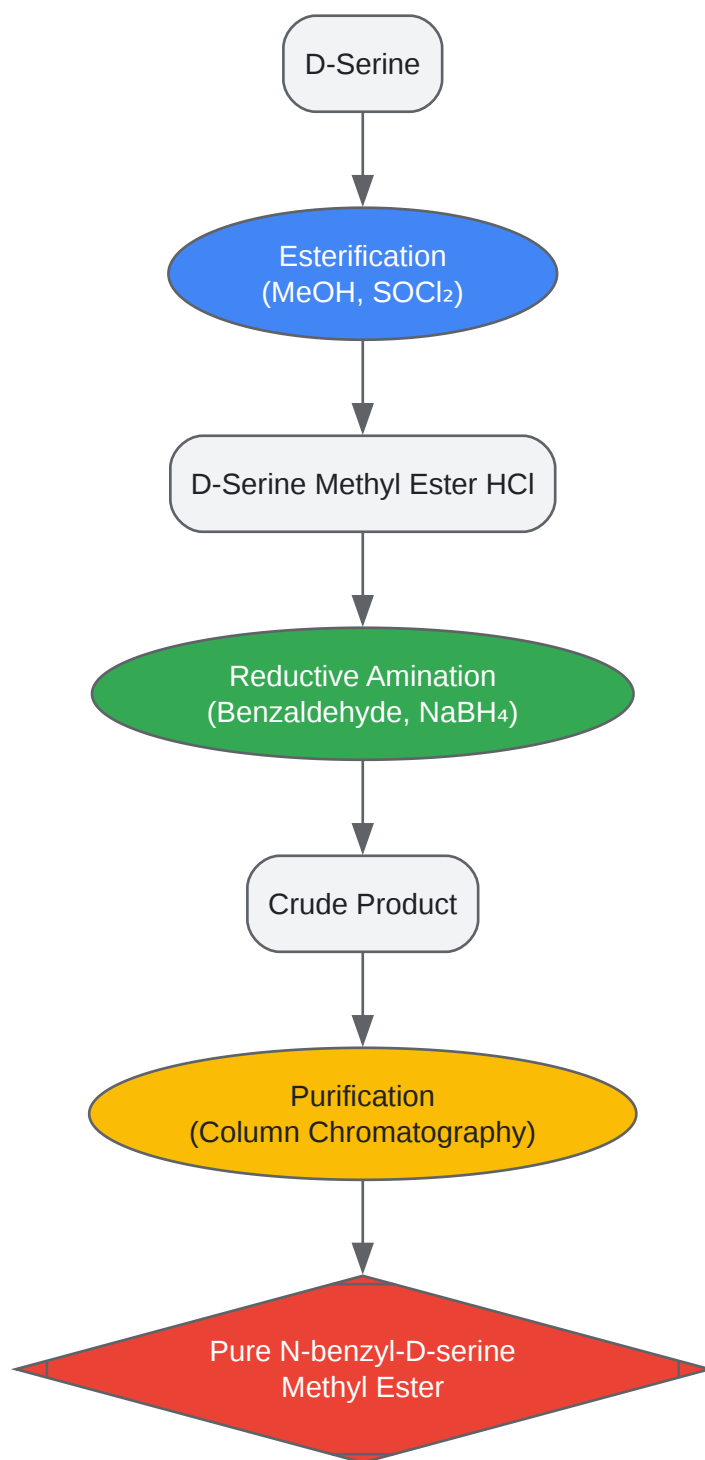 D-Serine
Esterification
(MeOH, SOCl₂)
D-Serine Methyl Ester HCl
Reductive Amination
(Benzaldehyde, NaBH₄)
Crude Product
Purification
(Column Chromatography)
Pure N-benzyl-D-serine
Methyl Ester